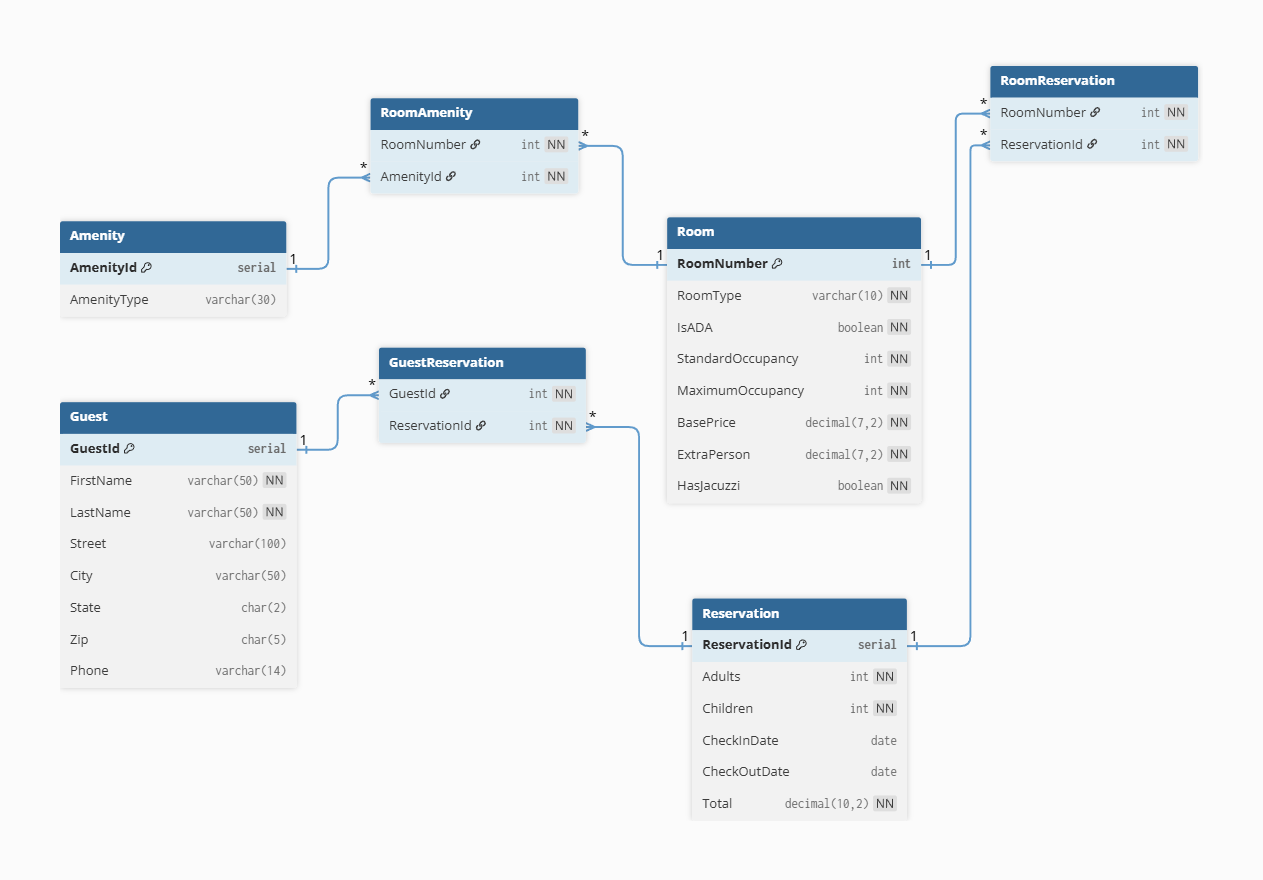 RoomReservation
* RoomNumber int NN
* ReservationId int NN
RoomAmenity
RoomNumber int NN *
* AmenityId int NN
Amenity
AmenityId serial 1
AmenityType varchar(30)
Room
1 RoomNumber int 1
RoomType varchar(10) NN
IsADA boolean NN
StandardOccupancy int NN
MaximumOccupancy int NN
BasePrice decimal(7,2) NN
ExtraPerson decimal(7,2) NN
HasJacuzzi boolean NN
GuestReservation
* GuestId int NN
ReservationId int NN *
Guest
GuestId serial 1
FirstName varchar(50) NN
LastName varchar(50) NN
Street varchar(100)
City varchar(50)
State char(2)
Zip char(5)
Phone varchar(14)
Reservation
1 ReservationId serial 1
Adults int NN
Children int NN
CheckInDate date
CheckOutDate date
Total decimal(10,2) NN